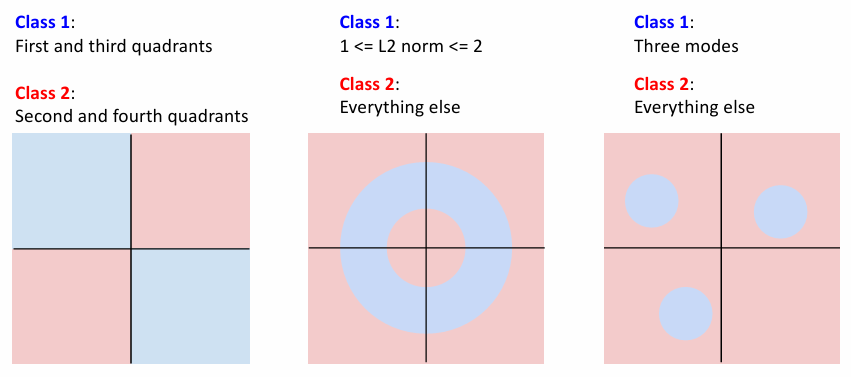 Class 1:
First and third quadrants
Class 2:
Second and fourth quadrants
Class 1:
1 <= L2 norm <= 2
Class 2:
Everything else
Class 1:
Three modes
Class 2:
Everything else